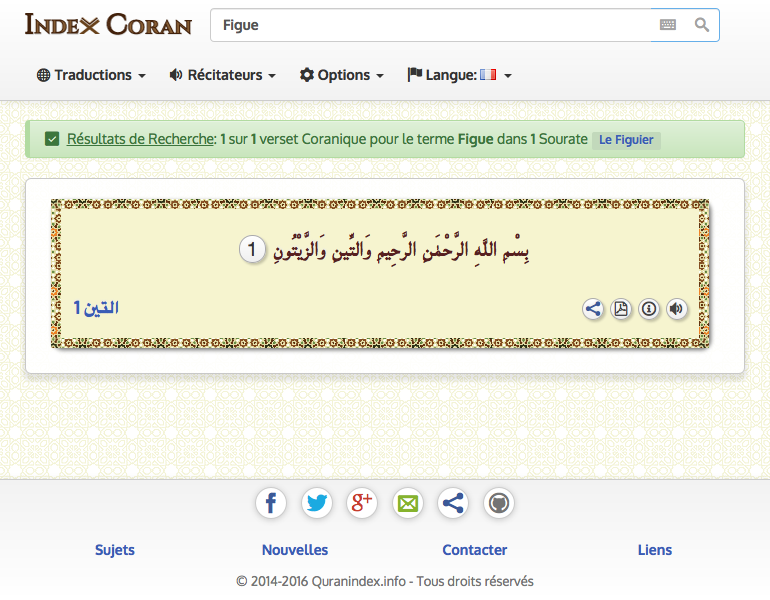 Index Coran
Figue
Traductions
Récitateurs
Options
Langue:
Résultats de Recherche: 1 sur 1 verset Coranique pour le terme Figue dans 1 Sourate Le Figuier
بِسْمِ اللَّهِ الرَّحْمَٰنِ الرَّحِيمِ وَالتِّينِ وَالزَّيْتُونِ 1
التين 1
Sujets
Nouvelles
Contacter
Liens
© 2014-2016 Quranindex.info - Tous droits réservés